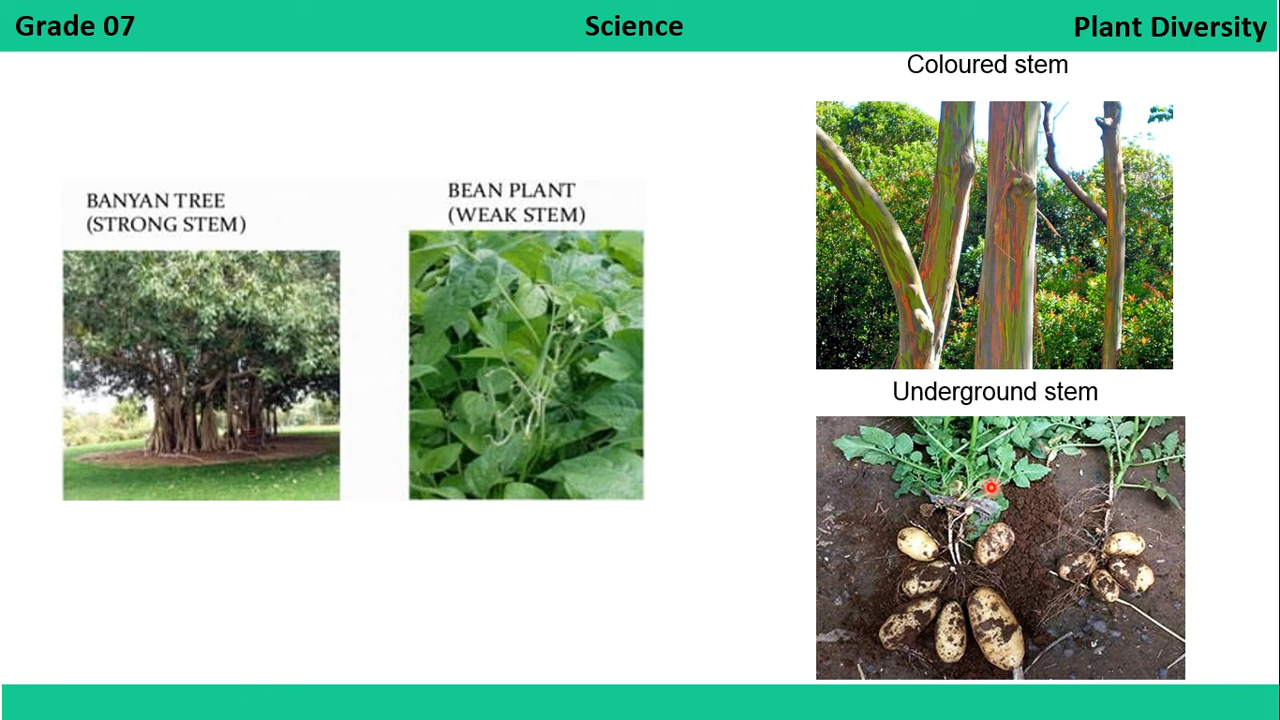 Grade 07
Science
Plant Diversity
Coloured stem
BANYAN TREE
(STRONG STEM)
BEAN PLANT
(WEAK STEM)
Underground stem